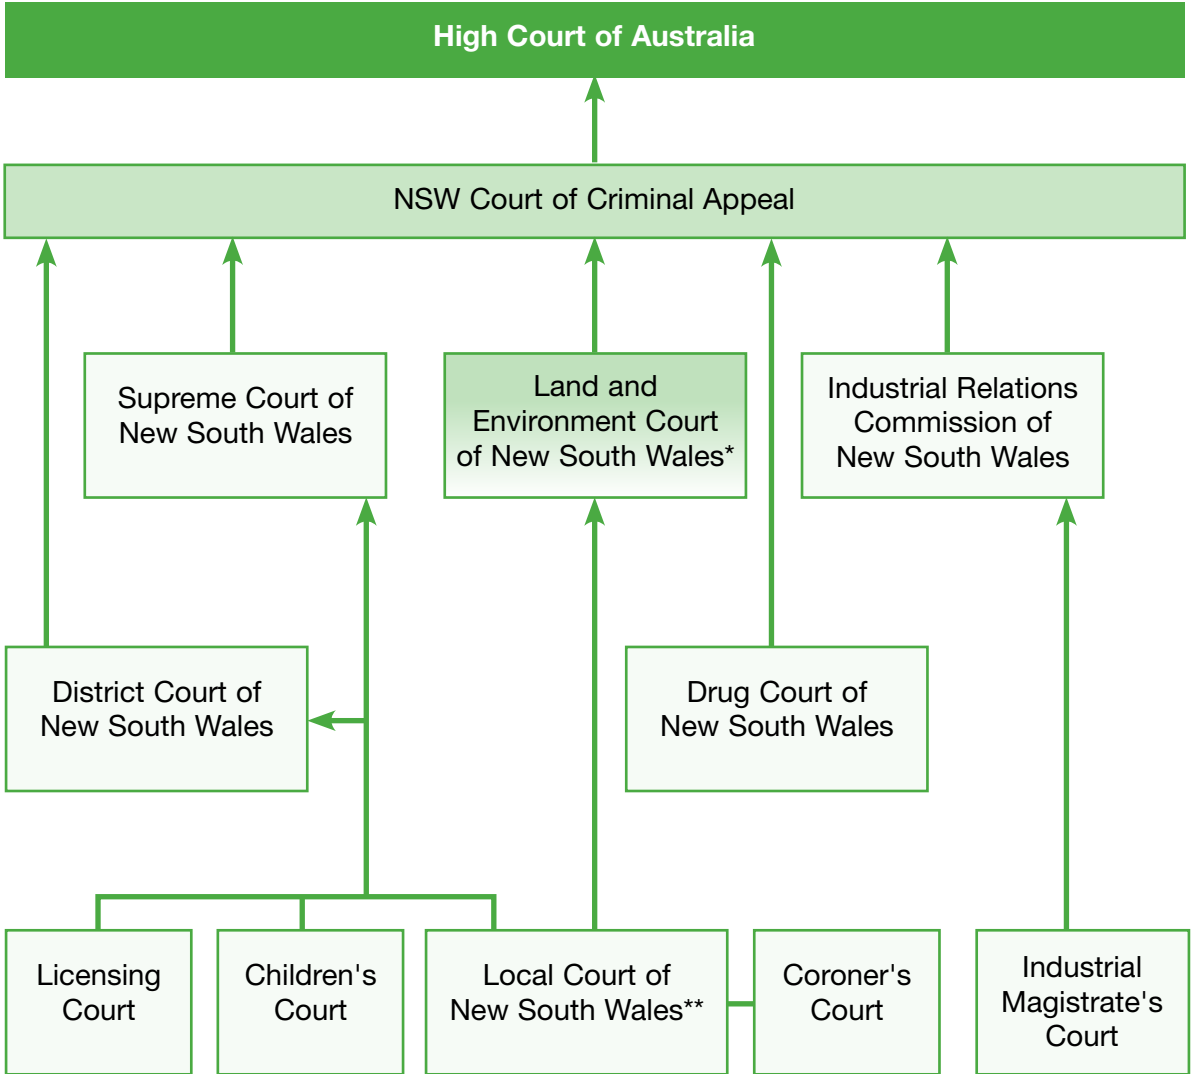 High Court of Australia
NSW Court of Criminal Appeal
Supreme Court of
New South Wales
Land and
Environment Court
of New South Wales*
Industrial Relations
Commission of
New South Wales
District Court of
New South Wales
Drug Court of
New South Wales
Licensing
Court
Children's
Court
Local Court of
New South Wales**
Coroner's
Court
Industrial
Magistrate's
Court